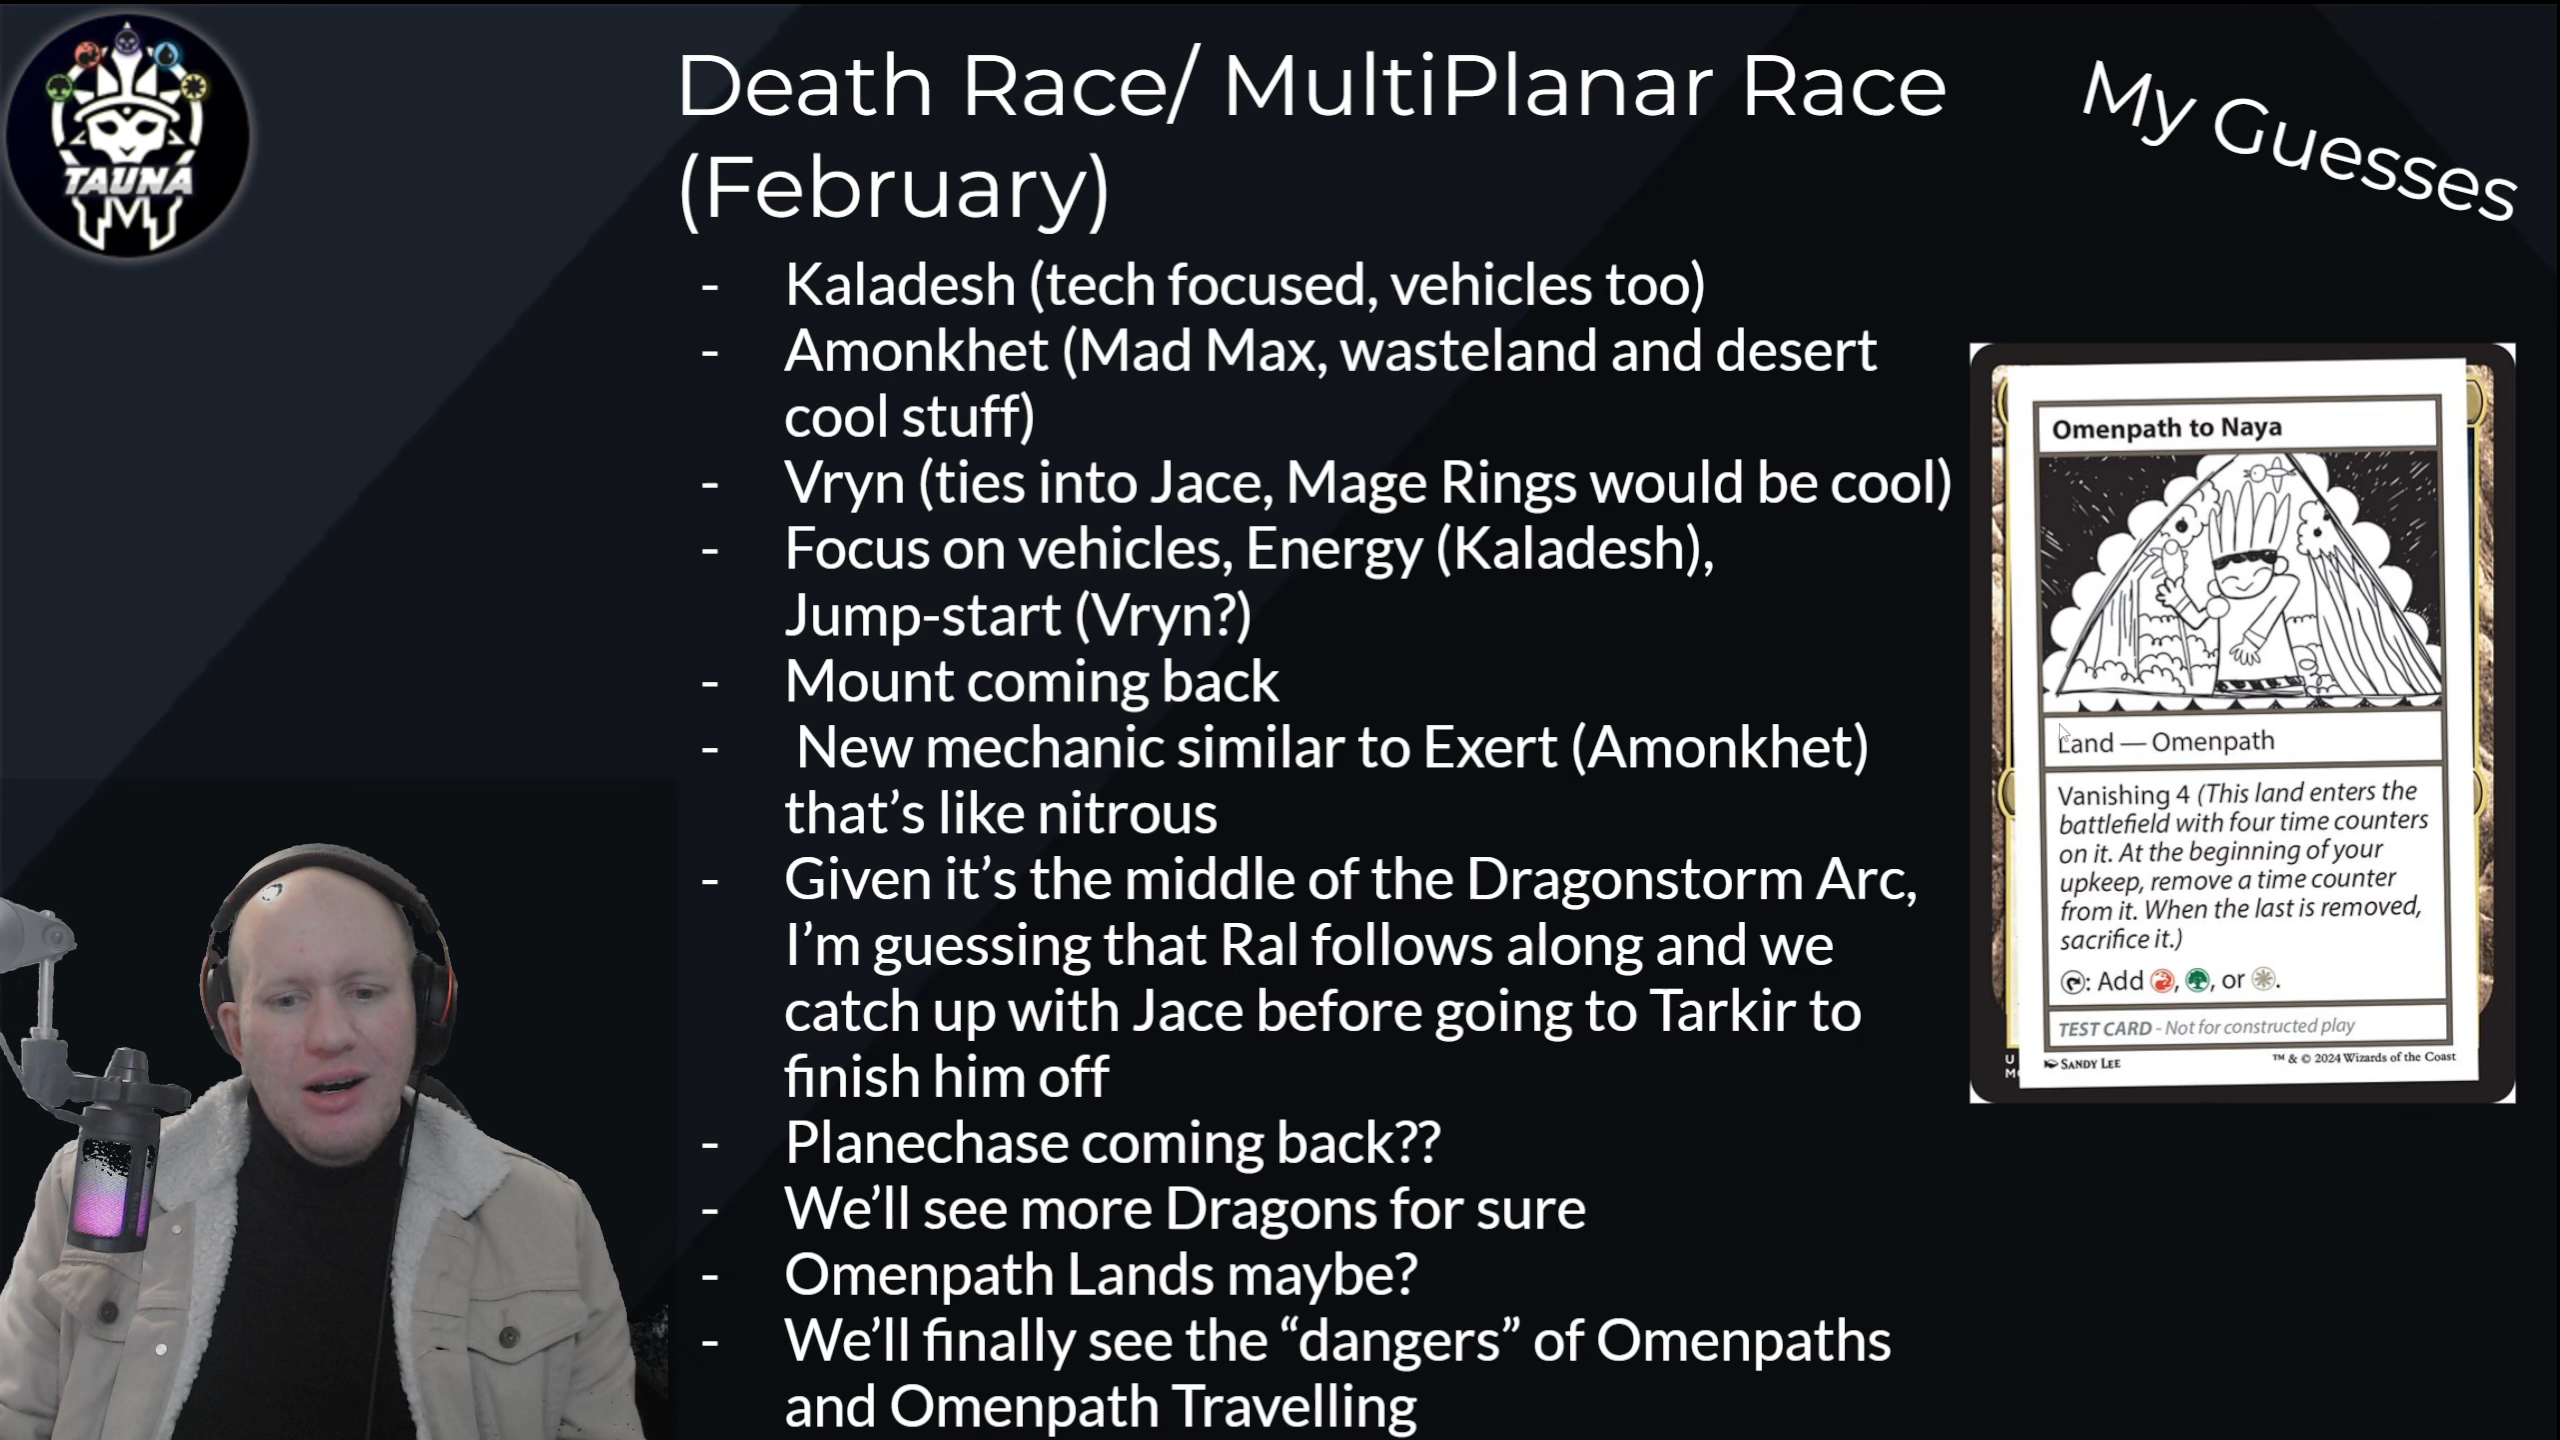 TAUNA
M
Death Race/ MultiPlanar Race
(February)
My Guesses
- Kaladesh (tech focused, vehicles too)
- Amonkhet (Mad Max, wasteland and desert
cool stuff)
- Vryn (ties into Jace, Mage Rings would be cool)
- Focus on vehicles, Energy (Kaladesh),
Jump-start (Vryn?)
- Mount coming back
- New mechanic similar to Exert (Amonkhet)
that’s like nitrous
- Given it’s the middle of the Dragonstorm Arc,
I’m guessing that Ral follows along and we
catch up with Jace before going to Tarkir to
finish him off
- Planechase coming back??
- We’ll see more Dragons for sure
- Omenpath Lands maybe?
- We’ll finally see the “dangers” of Omenpaths
and Omenpath Travelling
Omenpath to Naya
Land — Omenpath
Vanishing 4 (This land enters the
battlefield with four time counters
on it. At the beginning of your
upkeep, remove a time counter
from it. When the last is removed,
sacrifice it.)
: Add , , or .
TEST CARD - Not for constructed play
SANDY LEE
™ & © 2024 Wizards of the Coast